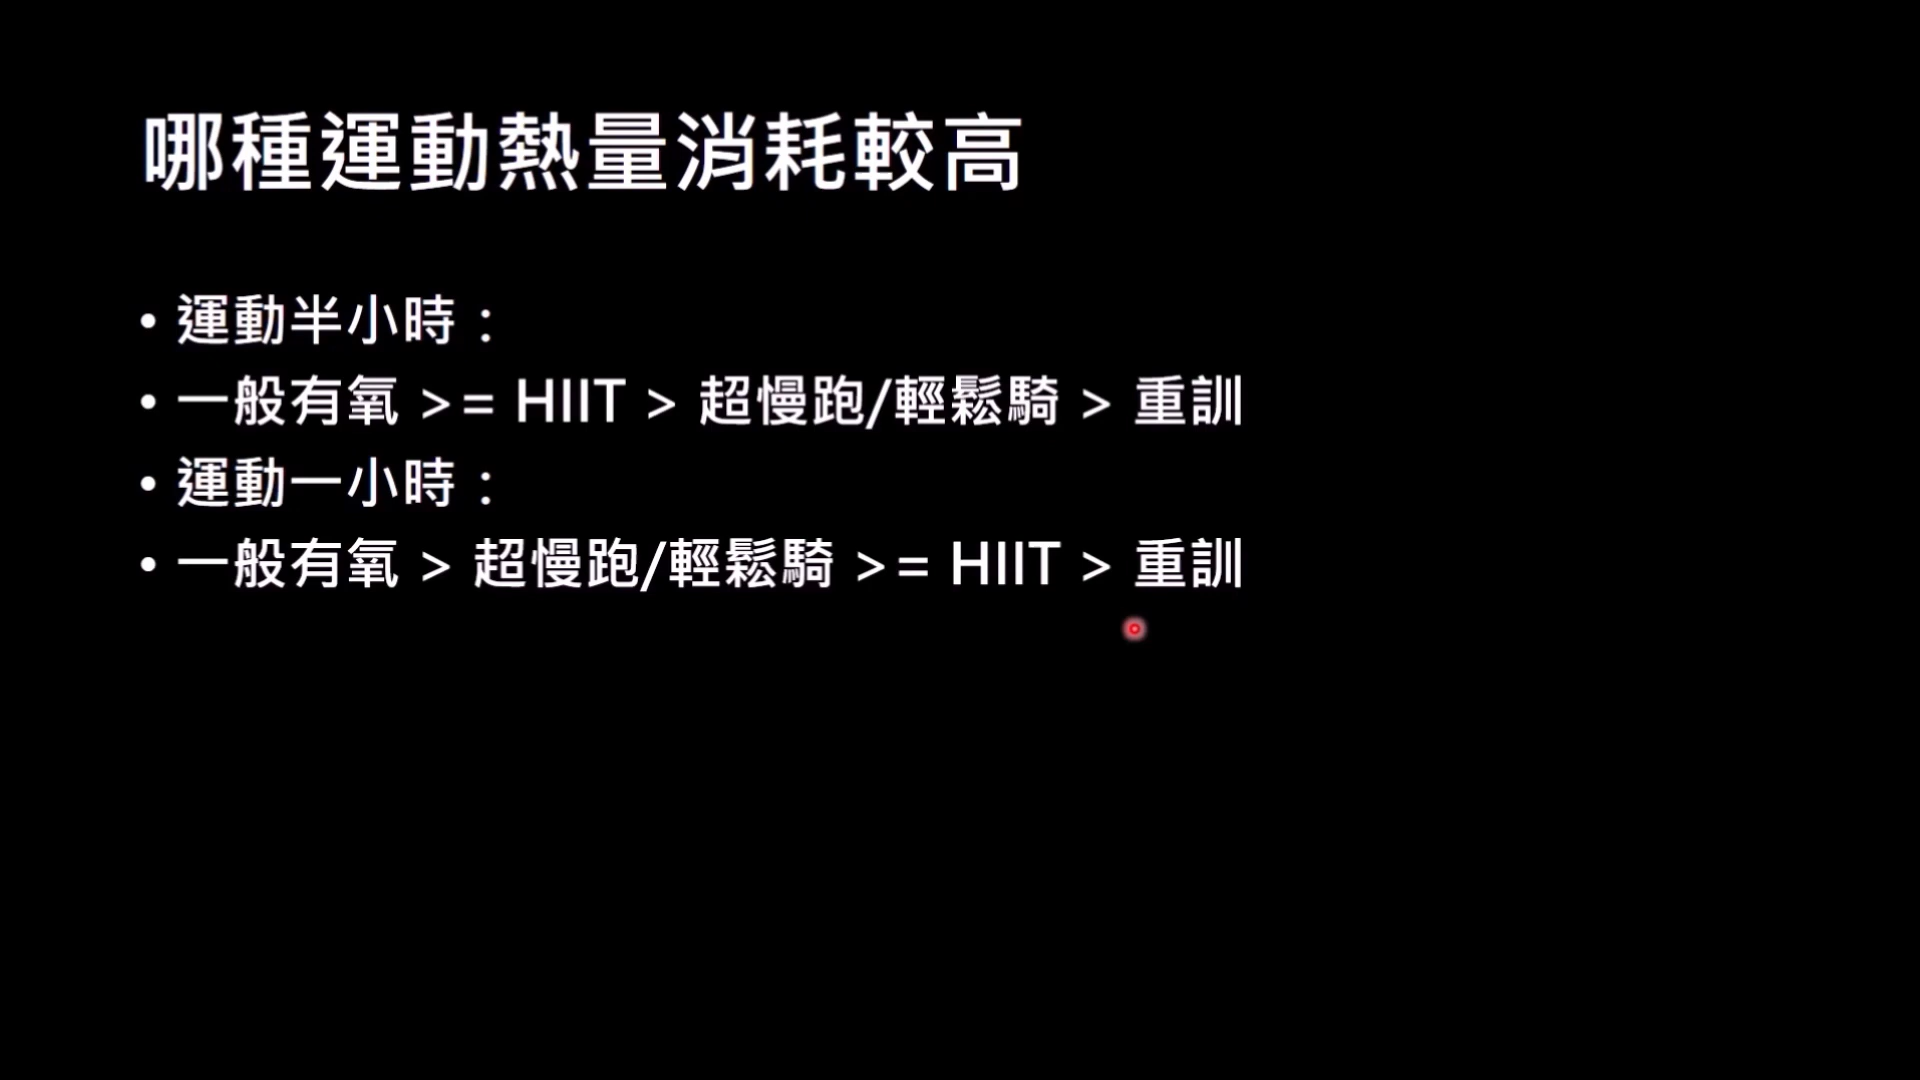 哪種運動熱量消耗較高
• 運動半小時：
• 一般有氧 >= HIIT > 超慢跑/輕鬆騎 > 重訓
• 運動一小時：
• 一般有氧 > 超慢跑/輕鬆騎 >= HIIT > 重訓